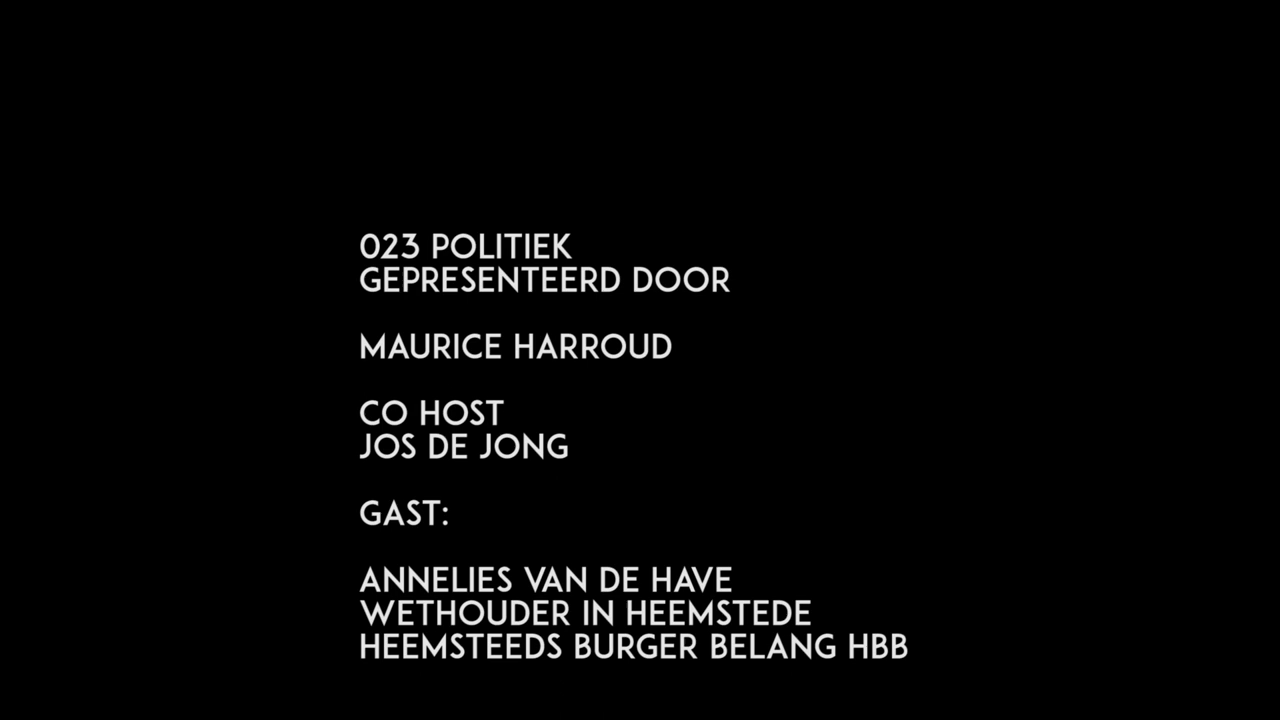 023 POLITIEK
GEPRESENTEERD DOOR
MAURICE HARROUD
CO HOST
JOS DE JONG
GAST:
ANNELIES VAN DE HAVE
WETHOUDER IN HEEMSTEDE
HEEMSTEEDS BURGER BELANG HBB